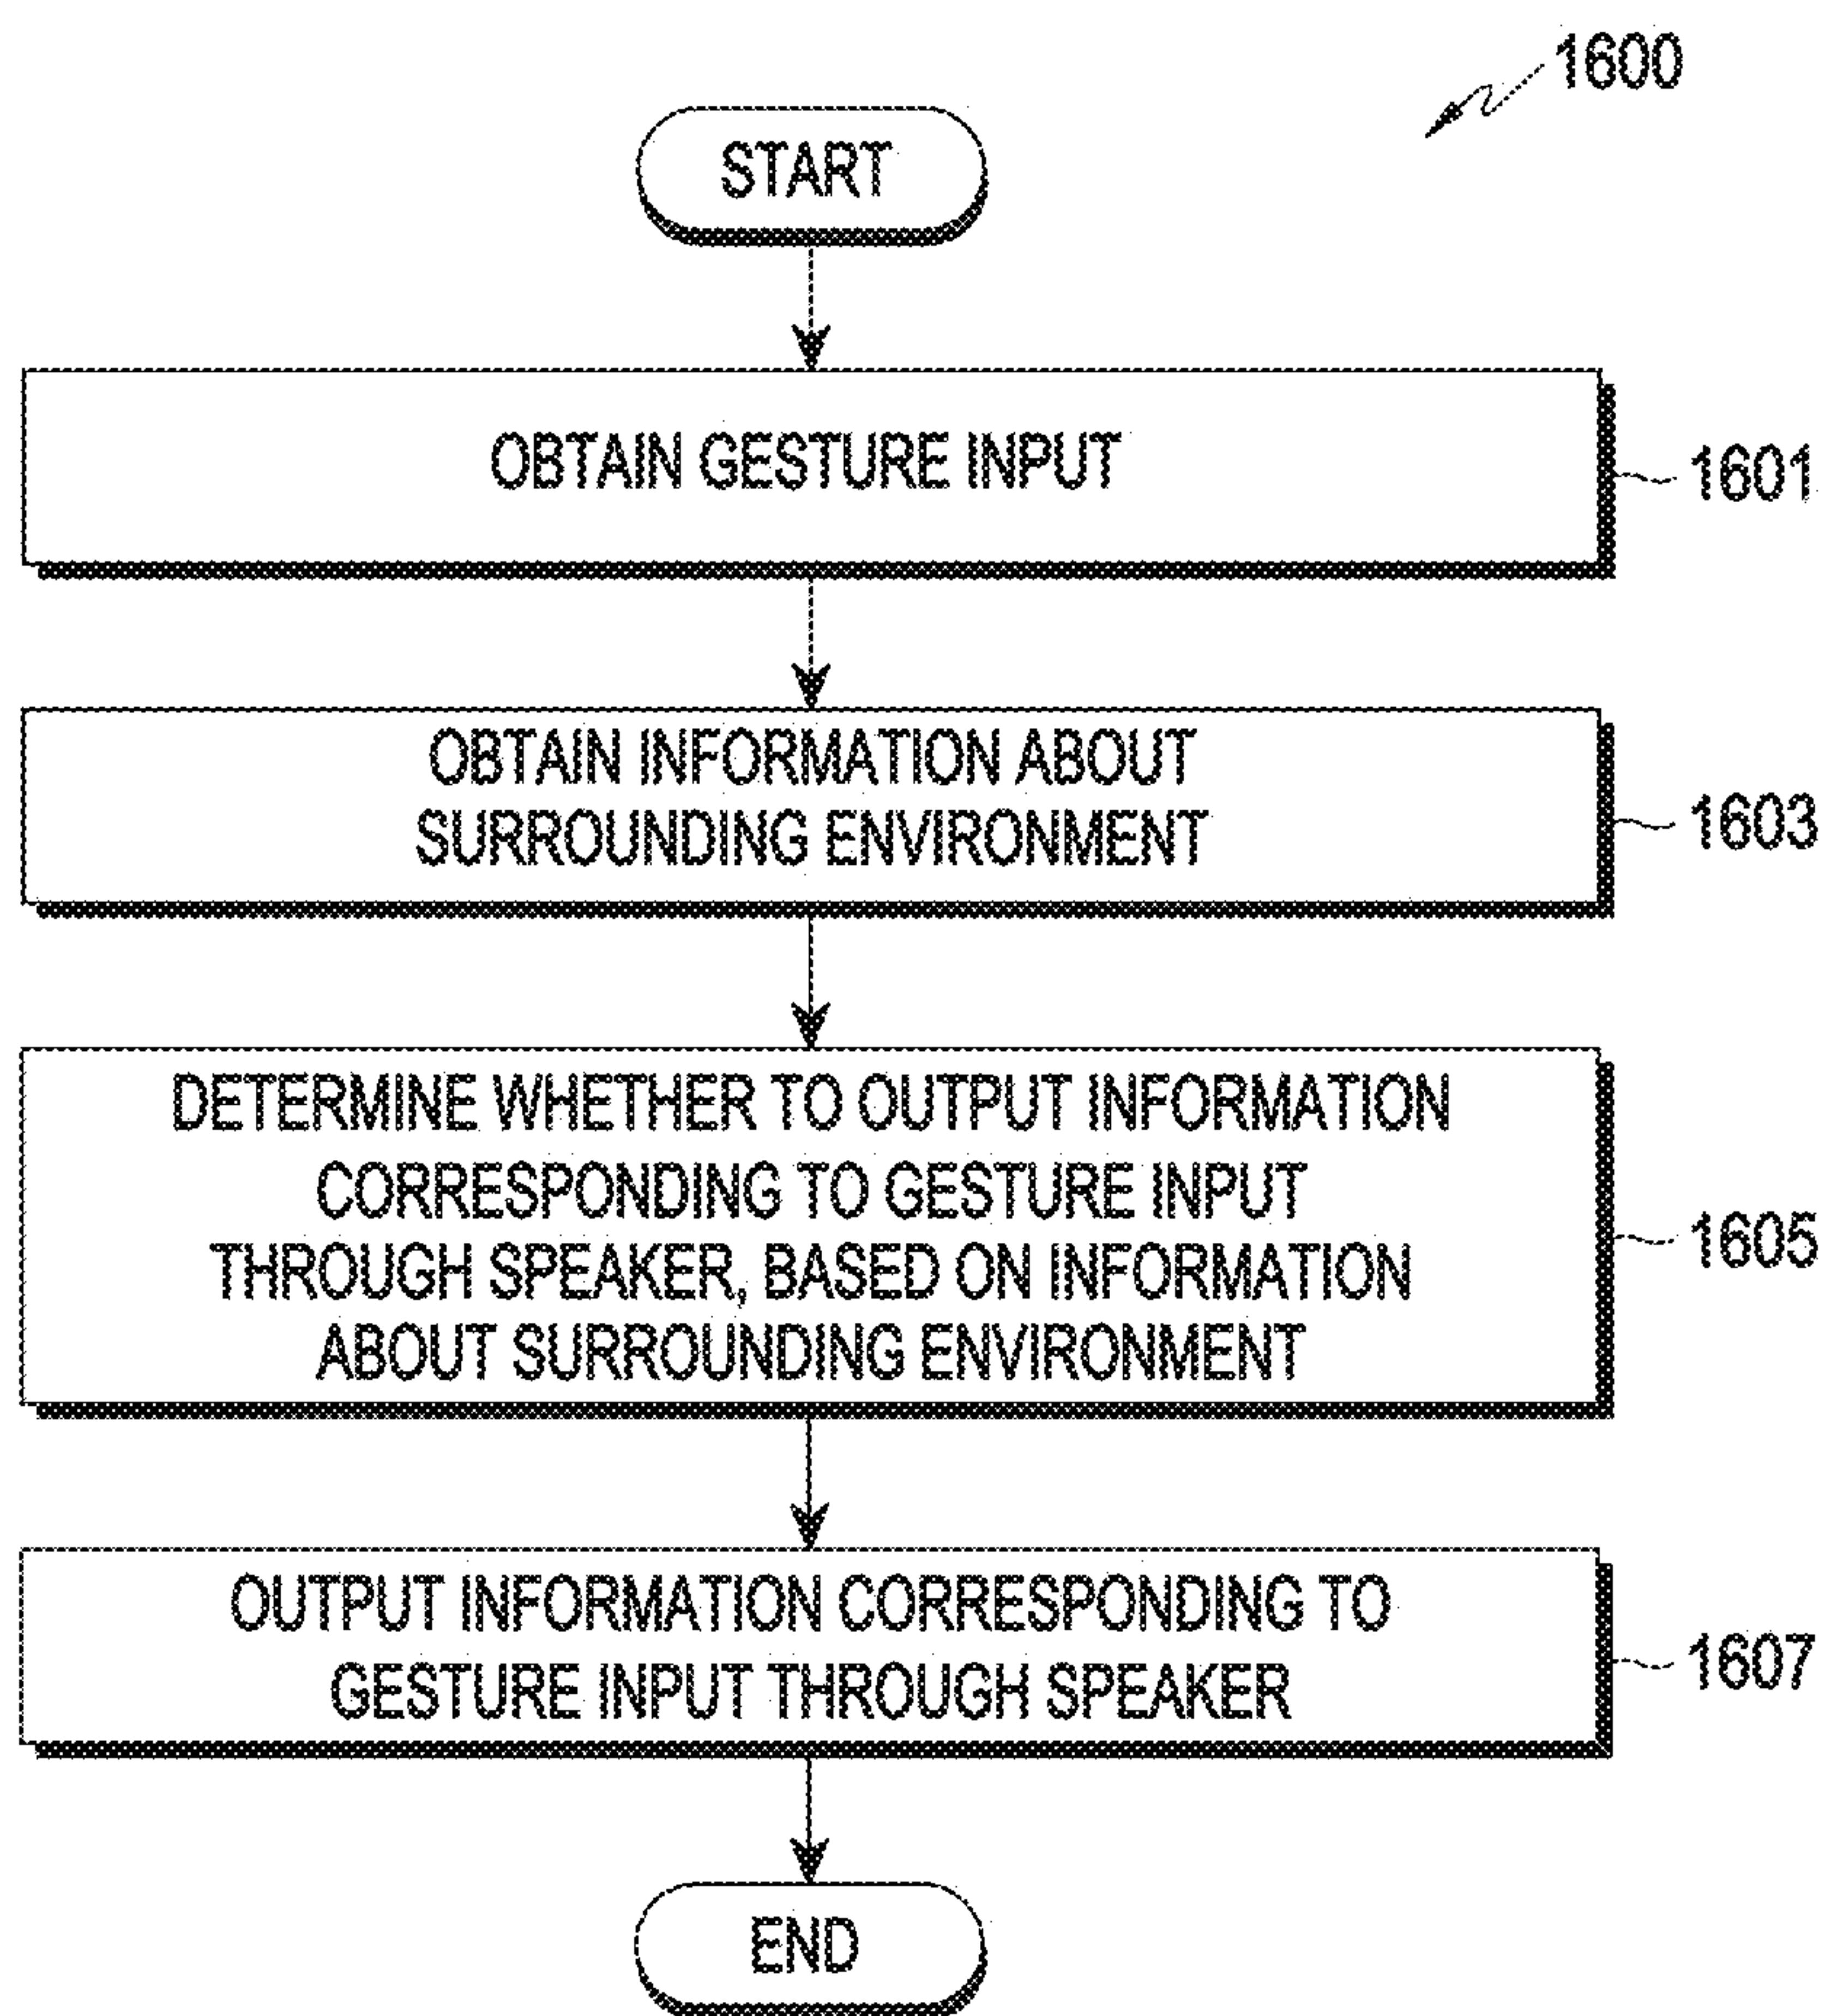 1600
START
OBTAIN GESTURE INPUT
1601
OBTAIN INFORMATION ABOUT
SURROUNDING ENVIRONMENT
1603
DETERMINE WHETHER TO OUTPUT INFORMATION
CORRESPONDING TO GESTURE INPUT
THROUGH SPEAKER, BASED ON INFORMATION
ABOUT SURROUNDING ENVIRONMENT
1605
OUTPUT INFORMATION CORRESPONDING TO
GESTURE INPUT THROUGH SPEAKER
1607
END